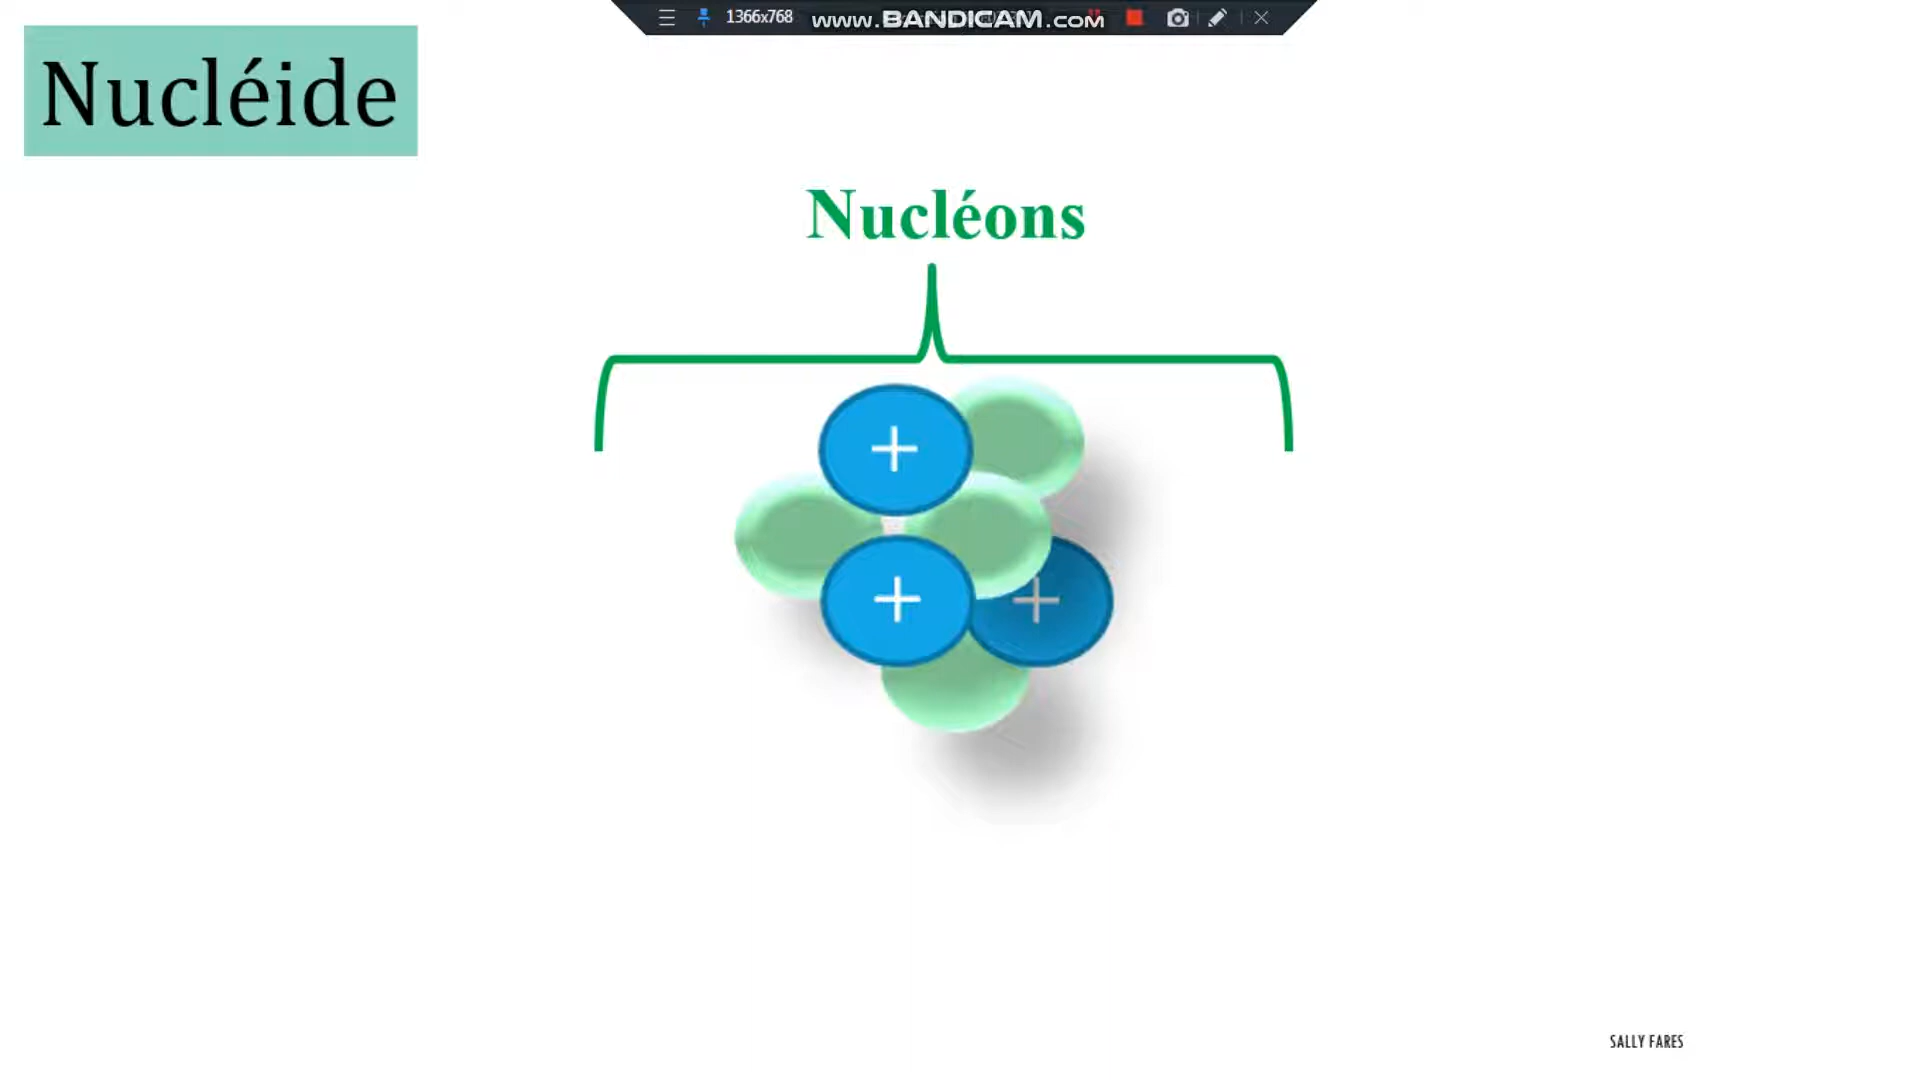 1366x768
www.BANDICAM.com
Nucléide
Nucléons
+
+
+
SALLY FARES